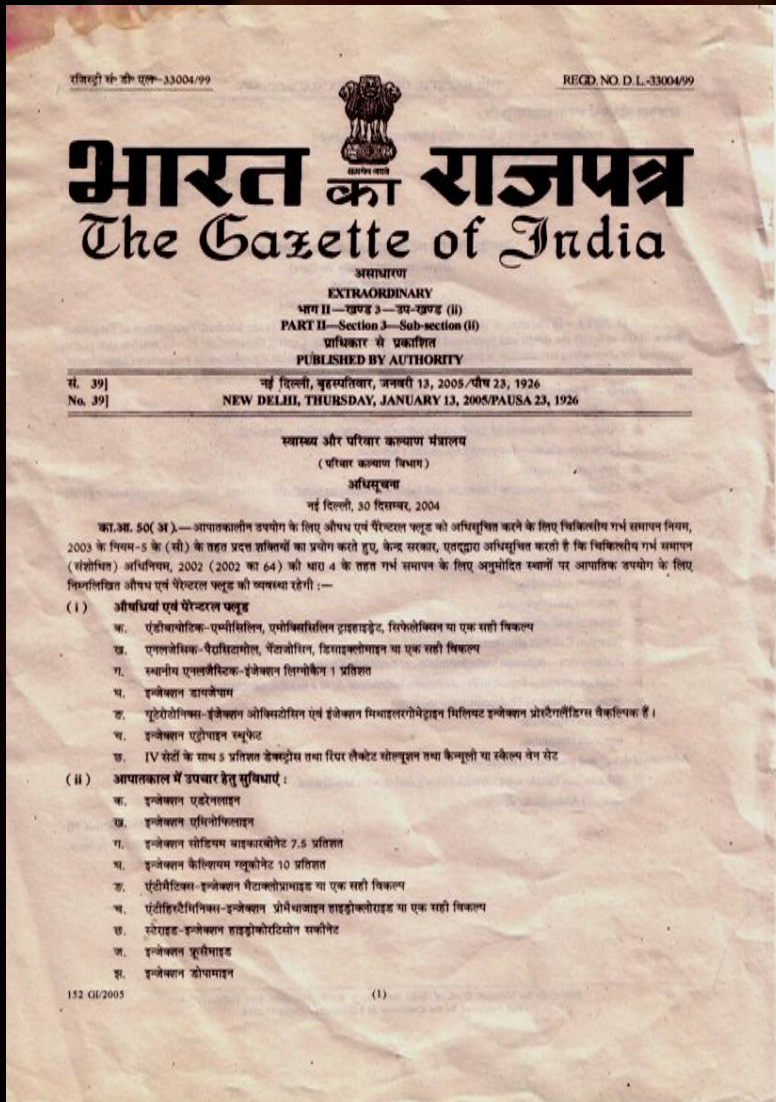 रजिस्ट्री सं॰ डी॰ एल॰-33004/99
REGD. NO. D. L.-33004/99
सत्यमेव जयते
भारत का राजपत्र
The Gazette of India
असाधारण
EXTRAORDINARY
भाग II—खण्ड 3—उप-खण्ड (ii)
PART II—Section 3—Sub-section (ii)
प्राधिकार से प्रकाशित
PUBLISHED BY AUTHORITY
सं. 39]
नई दिल्ली, बृहस्पतिवार, जनवरी 13, 2005/पौष 23, 1926
No. 39]
NEW DELHI, THURSDAY, JANUARY 13, 2005/PAUSA 23, 1926
स्वास्थ्य और परिवार कल्याण मंत्रालय
(परिवार कल्याण विभाग)
अधिसूचना
नई दिल्ली, 30 दिसम्बर, 2004
का.आ. 50(अ).—आपातकालीन उपयोग के लिए औषध एवं पैरेन्टरल फ्लूड को अधिसूचित करने के लिए चिकित्सीय गर्भ समापन नियम,
2003 के नियम-5 के (सी) के तहत प्रदत्त शक्तियों का प्रयोग करते हुए, केन्द्र सरकार, एतद्द्वारा अधिसूचित करती है कि चिकित्सीय गर्भ समापन
(संशोधित) अधिनियम, 2002 (2002 का 64) की धारा 4 के तहत गर्भ समापन के लिए अनुमोदित स्थानों पर आपातिक उपयोग के लिए
निम्नलिखित औषध एवं पेरेन्टरल फ्लूड की व्यवस्था रहेगी :—
(i) औषधियां एवं पेरेन्टरल फ्लूड
क. एंडीबायोटिक-एम्पीसिलिन, एमोक्सिसिलिन ट्राइहाइड्रेट, सिफेलेक्सिन या एक सही विकल्प
ख. एनलजेसिक-पैरासिटामोल, पेंटाजोसिन, डिसाइक्लोमाइन या एक सही विकल्प
ग. स्थानीय एनलजैस्टिक-इंजेक्शन लिग्नोकैन 1 प्रतिशत
घ. इन्जेक्शन डायजेपाम
ङ. यूटेरोटोनिक्स-इंजेक्शन ओक्सिटोसिन एवं इंजेक्शन मिथाइलरगोमेट्राइन मिलियट इन्जेक्शन प्रोस्टैगलैंडिग्स वैकल्पिक हैं।
च. इन्जेक्शन एट्रोपाइन स्थूफेट
छ. IV सेटों के साथ 5 प्रतिशत डेक्स्ट्रोस तथा रिंगर लैक्टेट सोल्यूशन तथा कैन्यूली या स्कैल्प वेन सेट
(ii) आपातकाल में उपचार हेतु सुविधाएं :
क. इन्जेक्शन एडरेनलाइन
ख. इन्जेक्शन एमिनोफिलाइन
ग. इन्जेक्शन सोडियम बाइकारबोनेट 7.5 प्रतिशत
घ. इन्जेक्शन कैल्शियम ग्लूकोनेट 10 प्रतिशत
ङ. एंटीमैटिक्स-इन्जेक्शन मैटाक्लोप्रामाइड या एक सही विकल्प
च. एंटीहिस्टैमिनिक्स-इन्जेक्शन प्रोमैथाजाइन हाइड्रोक्लोराइड या एक सही विकल्प
छ. स्टेराइड-इन्जेक्शन हाइड्रोकोरटिसोन सकीनेट
ज. इन्जेक्शन फ्रूसैमाइड
झ. इन्जेक्शन डोपामाइन
152 GI/2005
(1)